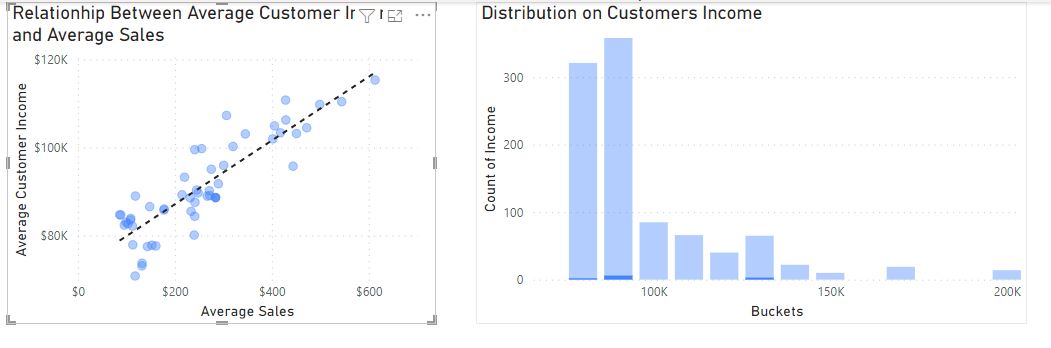 Relationhip Between Average Customer
and Average Sales
$120K
$100K
$80K
Average Customer Income
$0
$200
$400
$600
Average Sales
Distribution on Customers Income
300
200
100
0
Count of Income
100K
150K
200K
Buckets